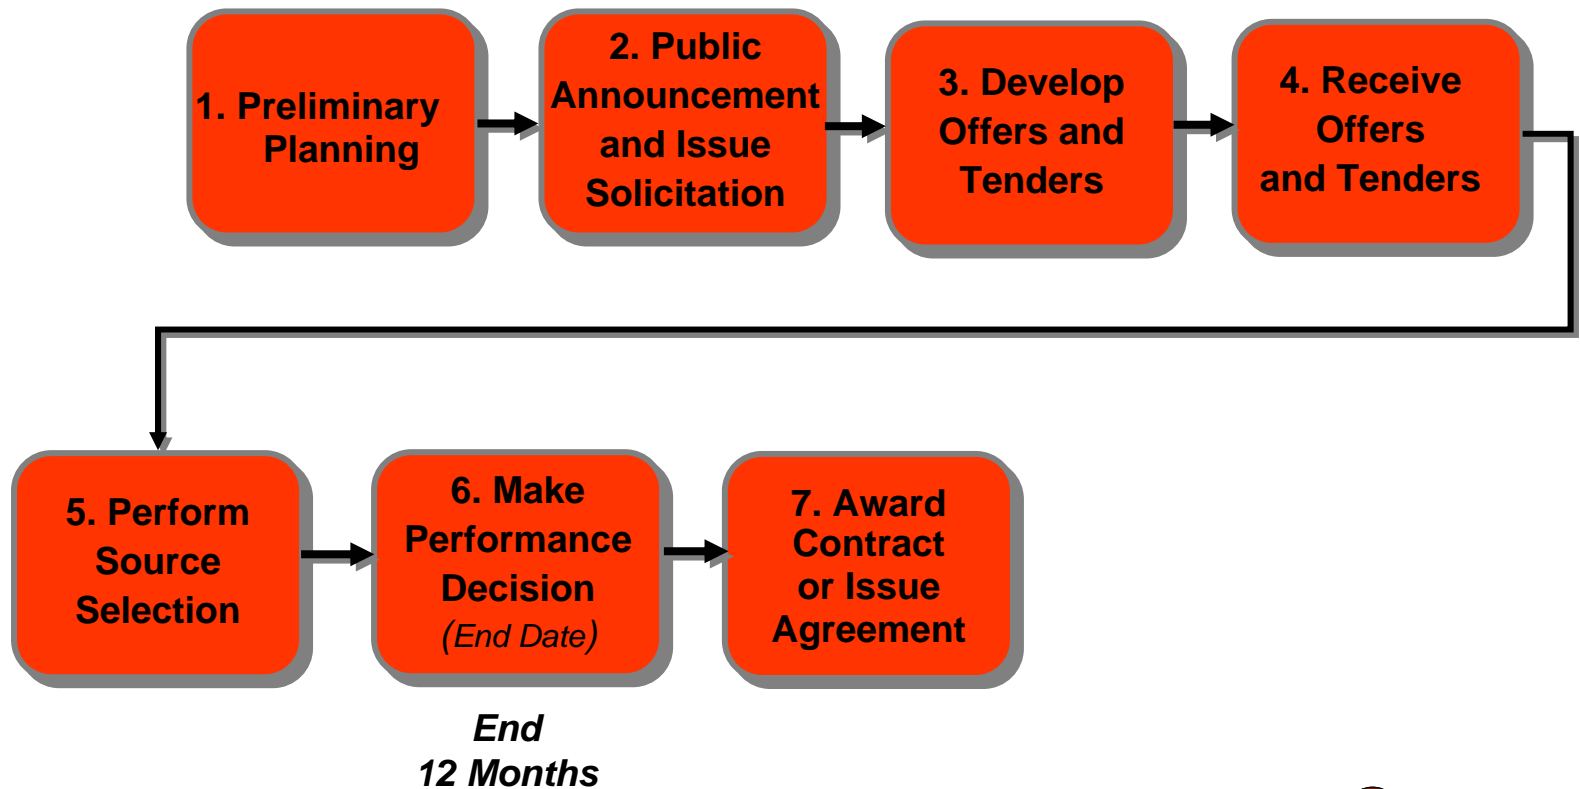 1. Preliminary
Planning
2. Public
Announcement
and Issue
Solicitation
3. Develop
Offers and
Tenders
4. Receive
Offers
and Tenders
5. Perform
Source
Selection
6. Make
Performance
Decision
(End Date)
7. Award
Contract
or Issue
Agreement
End
12 Months